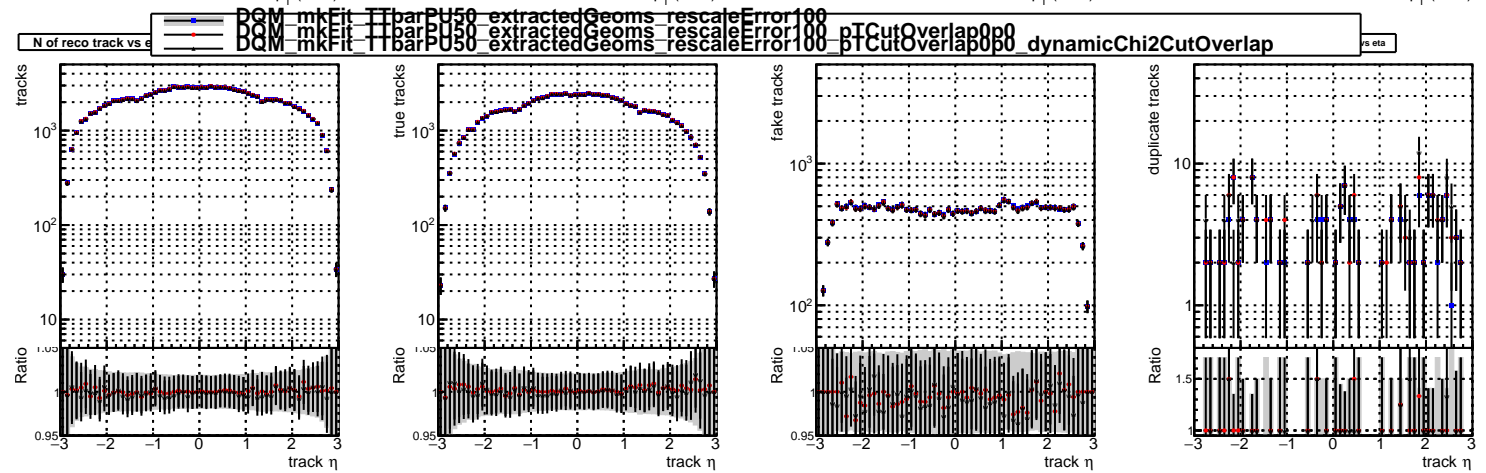 DQM_mkFit_TTbarPU50_extractedGeoms_rescaleError100
DQM_mkFit_TTbarPU50_extractedGeoms_rescaleError100_pTCutOverlap0p0
DQM_mkFit_TTbarPU50_extractedGeoms_rescaleError100_pTCutOverlap0p0_dynamicChi2CutOverlap
N of reco track vs e
vs eta
tracks
10³
10²
10
Ratio
1.05
1
0.95
−3 −2 −1 0 1 2 3
track η
true tracks
10³
10²
10
Ratio
1.05
1
0.95
−3 −2 −1 0 1 2 3
track η
fake tracks
10³
10²
Ratio
1.05
1
0.95
−3 −2 −1 0 1 2 3
track η
duplicate tracks
10
1
Ratio
1.5
1
−3 −2 −1 0 1 2 3
track η